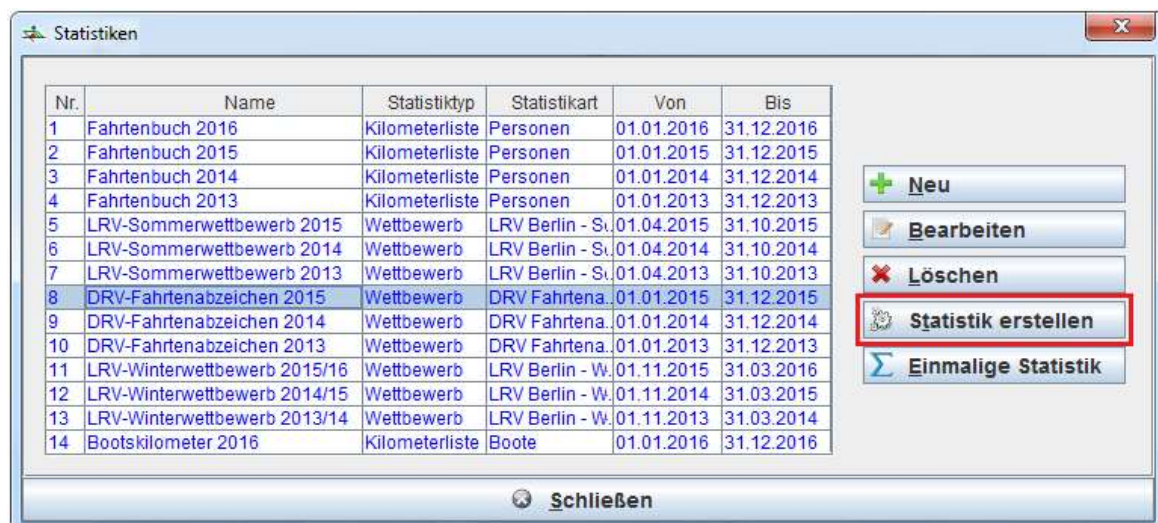 Statistiken
Nr. Name Statistiktyp Statistikart Von Bis
1 Fahrtenbuch 2016 Kilometerliste Personen 01.01.2016 31.12.2016
2 Fahrtenbuch 2015 Kilometerliste Personen 01.01.2015 31.12.2015
3 Fahrtenbuch 2014 Kilometerliste Personen 01.01.2014 31.12.2014
4 Fahrtenbuch 2013 Kilometerliste Personen 01.01.2013 31.12.2013
5 LRV-Sommerwettbewerb 2015 Wettbewerb LRV Berlin - So 01.04.2015 31.10.2015
6 LRV-Sommerwettbewerb 2014 Wettbewerb LRV Berlin - So 01.04.2014 31.10.2014
7 LRV-Sommerwettbewerb 2013 Wettbewerb LRV Berlin - So 01.04.2013 31.10.2013
8 DRV-Fahrtenabzeichen 2015 Wettbewerb DRV Fahrtena.. 01.01.2015 31.12.2015
9 DRV-Fahrtenabzeichen 2014 Wettbewerb DRV Fahrtena.. 01.01.2014 31.12.2014
10 DRV-Fahrtenabzeichen 2013 Wettbewerb DRV Fahrtena.. 01.01.2013 31.12.2013
11 LRV-Winterwettbewerb 2015/16 Wettbewerb LRV Berlin - W. 01.11.2015 31.03.2016
12 LRV-Winterwettbewerb 2014/15 Wettbewerb LRV Berlin - W. 01.11.2014 31.03.2015
13 LRV-Winterwettbewerb 2013/14 Wettbewerb LRV Berlin - W. 01.11.2013 31.03.2014
14 Bootskilometer 2016 Kilometerliste Boote 01.01.2016 31.12.2016
Neu
Bearbeiten
Löschen
Statistik erstellen
Einmalige Statistik
Schließen